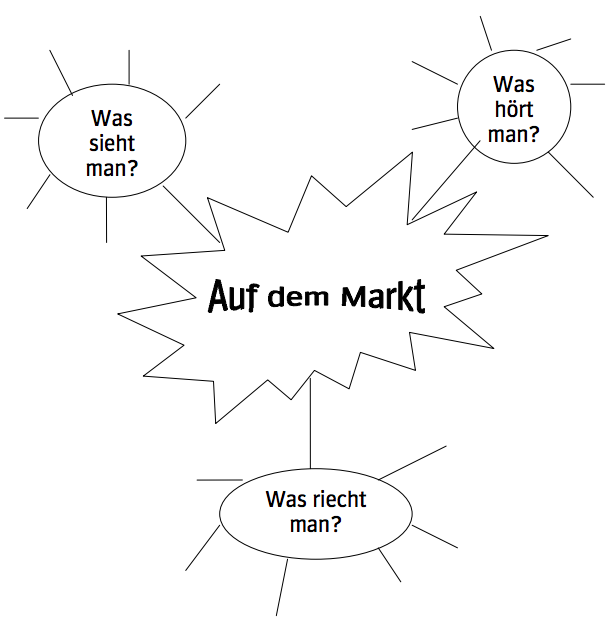 Was
sieht
man?
Was
hört
man?
Auf dem Markt
Was riecht
man?